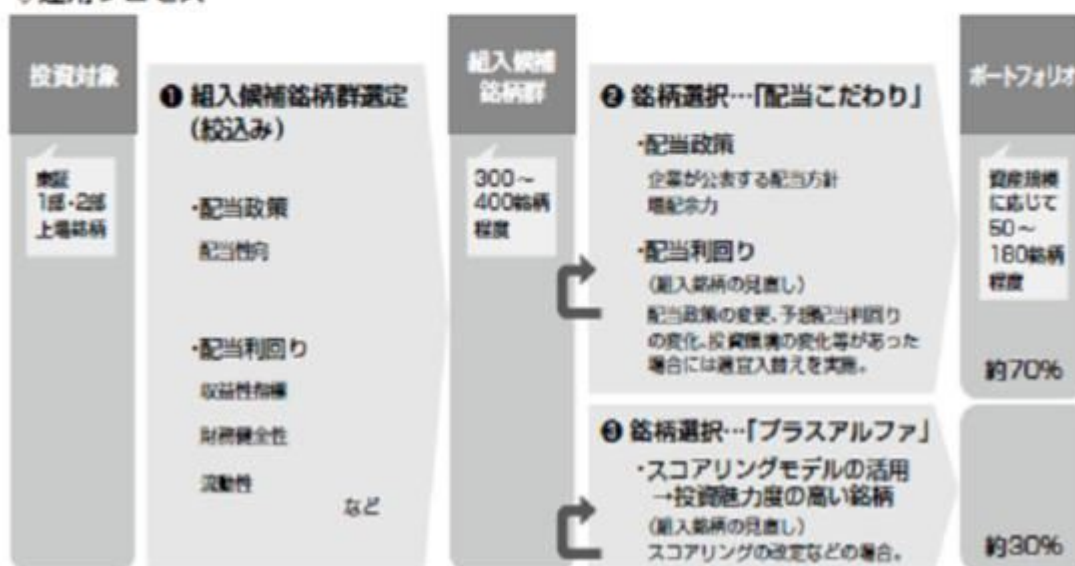 投資対象
東証
1部・2部
上場銘柄
❶ 組入候補銘柄群選定
(絞込み)
・配当政策
配当性向
・配当利回り
収益性指標
財務健全性
流動性
など
組入候補
銘柄群
300～
400銘柄
程度
❷ 銘柄選択…「配当こだわり」
・配当政策
企業が公表する配当方針
増配余力
・配当利回り
(組入銘柄の見直し)
配当政策の変更、予想配当利回り
の変化、投資環境の変化等があった
場合には適宜入替えを実施。
❸ 銘柄選択…「プラスアルファ」
・スコアリングモデルの活用
→投資魅力度の高い銘柄
(組入銘柄の見直し)
スコアリングの改定などの場合。
ポートフォリオ
資産規模
に応じて
50～
180銘柄
程度
約70%
約30%